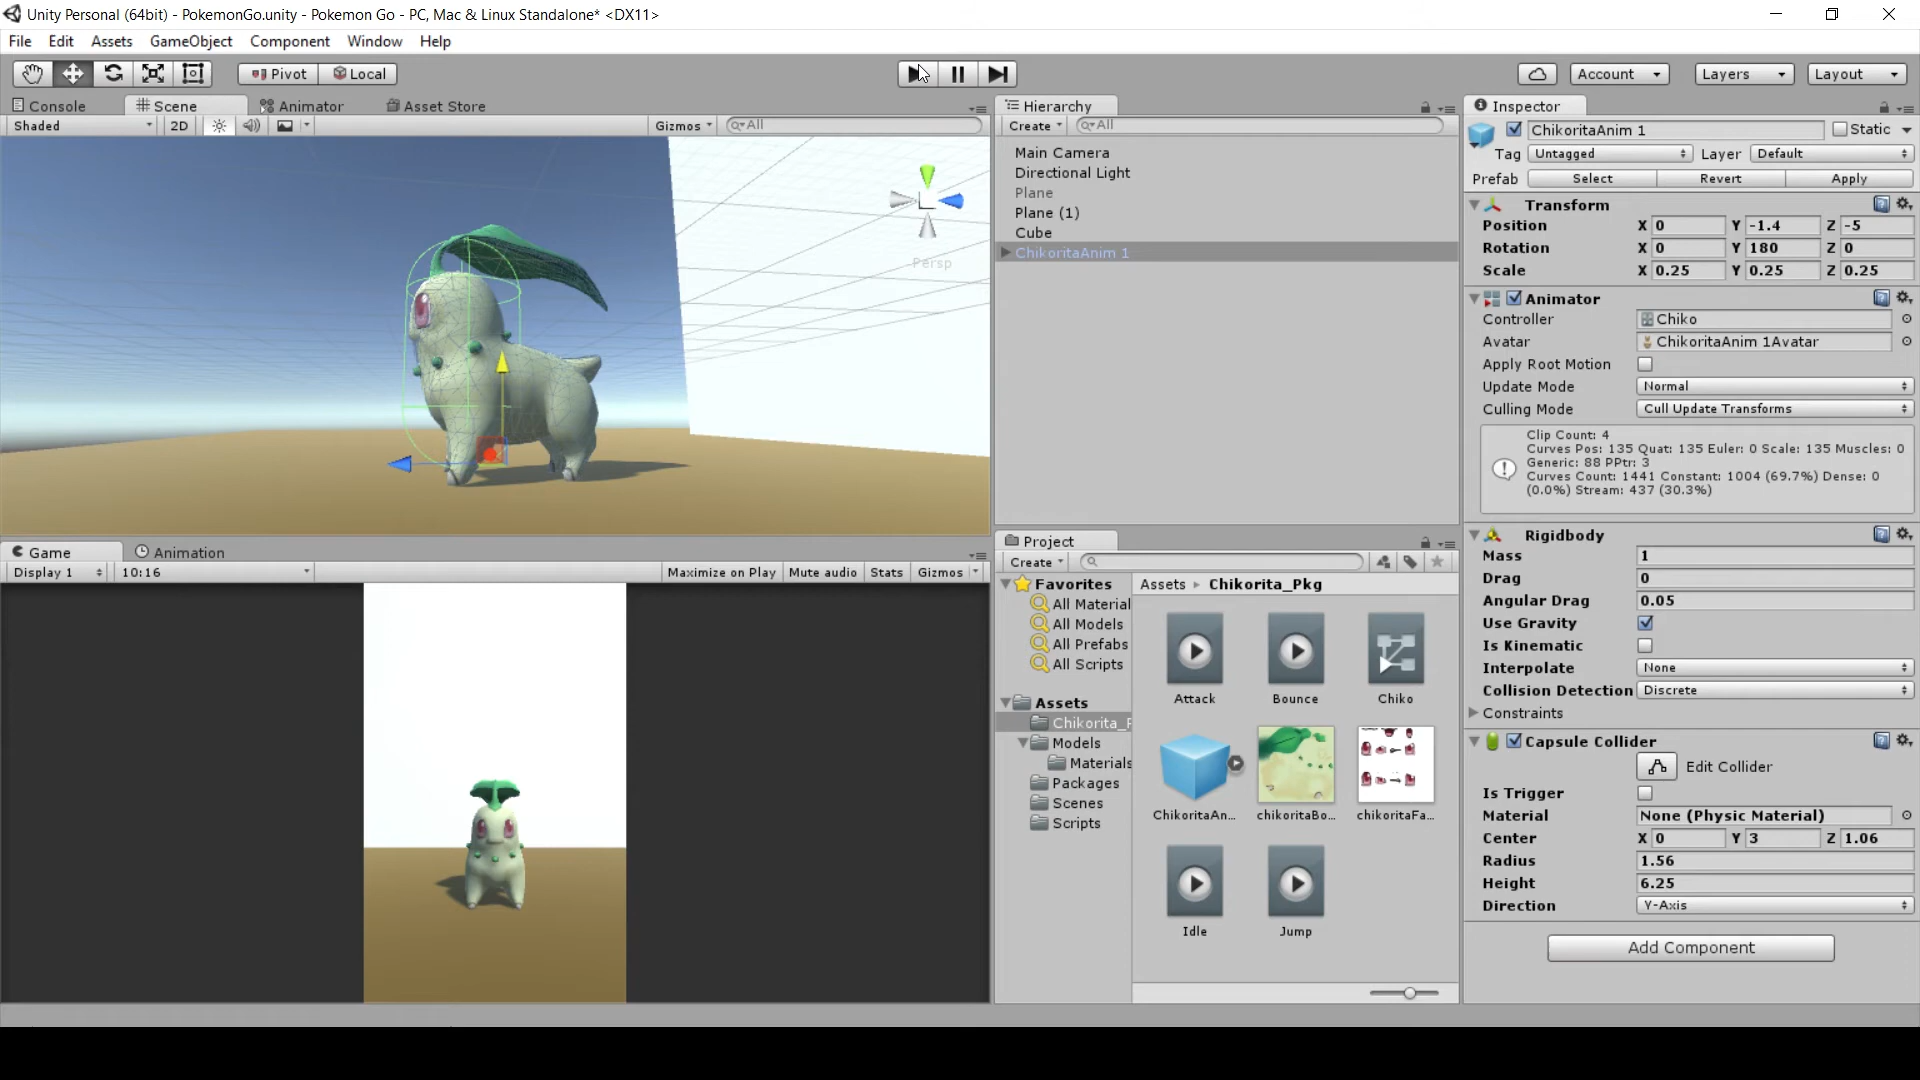 Unity Personal (64bit) - PokemonGo.unity - Pokemon Go - PC, Mac & Linux Standalone* <DX11>
File Edit Assets GameObject Component Window Help
Pivot Local Account Layers Layout
Console Scene Animator Asset Store
Shaded 2D Gizmos All
Persp
Hierarchy
Create All
Main Camera
Directional Light
Plane
Plane (1)
Cube
ChikoritaAnim 1
Game Animation
Display 1 10:16 Maximize on Play Mute audio Stats Gizmos
Project
Create
Favorites
All Material
All Models
All Prefabs
All Scripts
Assets
Chikorita_P
Models
Materials
Packages
Scenes
Scripts
Assets Chikorita_Pkg
Attack Bounce Chiko
ChikoritaAn... chikoritaBo... chikoritaFa...
Idle Jump
Inspector
ChikoritaAnim 1 Static
Tag Untagged Layer Default
Prefab Select Revert Apply
Transform
Position X 0 Y -1.4 Z -5
Rotation X 0 Y 180 Z 0
Scale X 0.25 Y 0.25 Z 0.25
Animator
Controller Chiko
Avatar ChikoritaAnim 1Avatar
Apply Root Motion
Update Mode Normal
Culling Mode Cull Update Transforms
Clip Count: 4
Curves Pos: 135 Quat: 135 Euler: 0 Scale: 135 Muscles: 0
Generic: 88 PPtr: 3
Curves Count: 1441 Constant: 1004 (69.7%) Dense: 0
(0.0%) Stream: 437 (30.3%)
Rigidbody
Mass 1
Drag 0
Angular Drag 0.05
Use Gravity
Is Kinematic
Interpolate None
Collision Detection Discrete
Constraints
Capsule Collider
Edit Collider
Is Trigger
Material None (Physic Material)
Center X 0 Y 3 Z 1.06
Radius 1.56
Height 6.25
Direction Y-Axis
Add Component